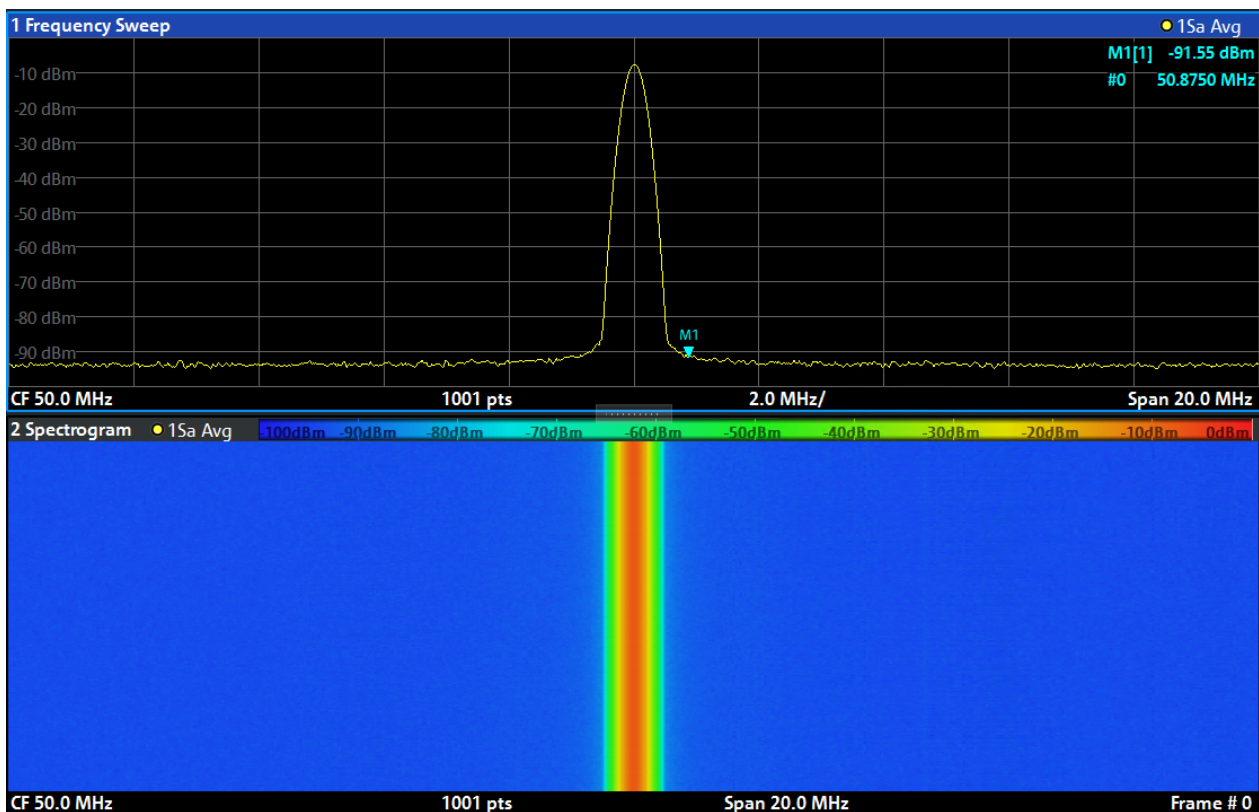 1 Frequency Sweep 1Sa Avg
M1[1] -91.55 dBm
#0 50.8750 MHz
-10 dBm
-20 dBm
-30 dBm
-40 dBm
-50 dBm
-60 dBm
-70 dBm
-80 dBm
M1
-90 dBm
CF 50.0 MHz 1001 pts 2.0 MHz/ Span 20.0 MHz
2 Spectrogram 1Sa Avg -100dBm -90dBm -80dBm -70dBm -60dBm -50dBm -40dBm -30dBm -20dBm -10dBm 0dBm
CF 50.0 MHz 1001 pts Span 20.0 MHz Frame # 0